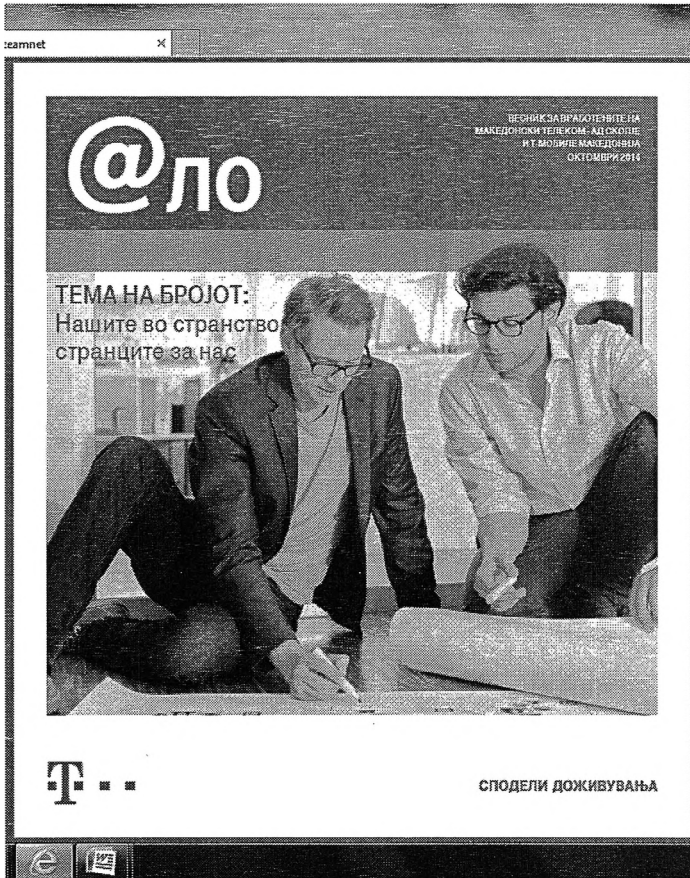 teamnet
@ло
ВЕСНИК ЗА ВРАБОТЕНИТЕ НА
МАКЕДОНСКИ ТЕЛЕКОМ - АД СКОПЈЕ
И Т-МОБИЛЕ МАКЕДОНИЈА
ОКТОМВРИ 2014
ТЕМА НА БРОЈОТ:
Нашите во странство,
странците за нас
T
СПОДЕЛИ ДОЖИВУВАЊА